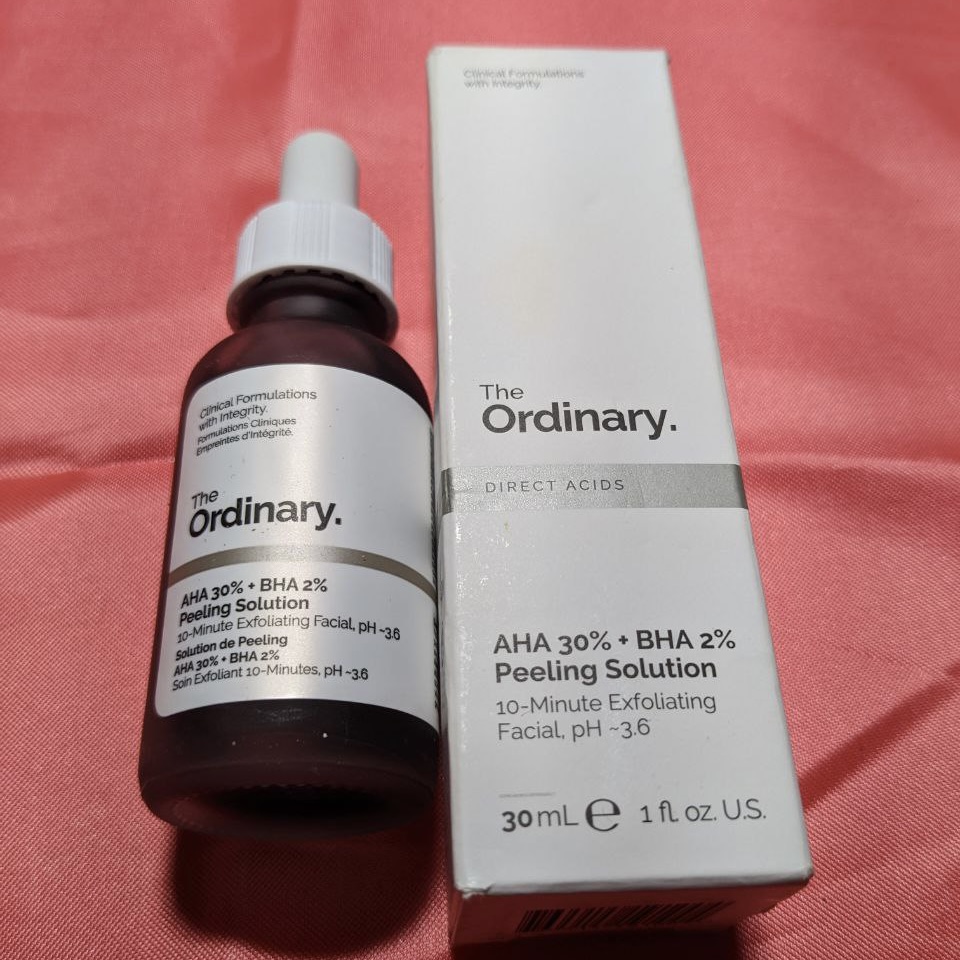 Clinical Formulations
with Integrity.
Formulations Cliniques
Empreintes d'Intégrité.
The
Ordinary.
AHA 30% + BHA 2%
Peeling Solution
10-Minute Exfoliating Facial, pH ~3.6
Solution de Peeling
AHA 30% + BHA 2%
Soin Exfoliant 10-Minutes, pH ~3.6
Clinical Formulations
with Integrity.
The
Ordinary.
DIRECT ACIDS
AHA 30% + BHA 2%
Peeling Solution
10-Minute Exfoliating
Facial, pH ~3.6
30 mL e 1 fl. oz. U.S.